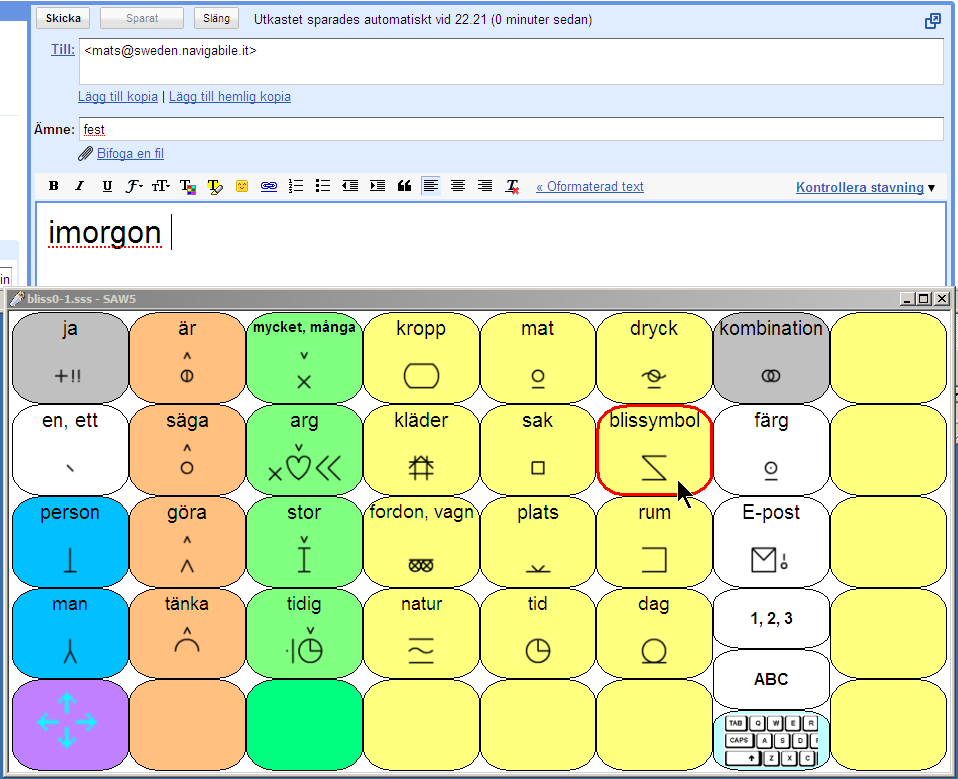 Skicka Sparat Släng Utkastet sparades automatiskt vid 22.21 (0 minuter sedan)
Till: <mats@sweden.navigabile.it>
Lägg till kopia | Lägg till hemlig kopia
Ämne: fest
Bifoga en fil
B I U « Oformaterad text Kontrollera stavning ▼
imorgon
in
bliss0-1.sss - SAW5
ja är mycket, många kropp mat dryck kombination
en, ett säga arg kläder sak blissymbol färg
person göra stor fordon, vagn plats rum E-post
man tänka tidig natur tid dag
1, 2, 3
ABC
TAB Q W E R
CAPS A S D F
Z X C